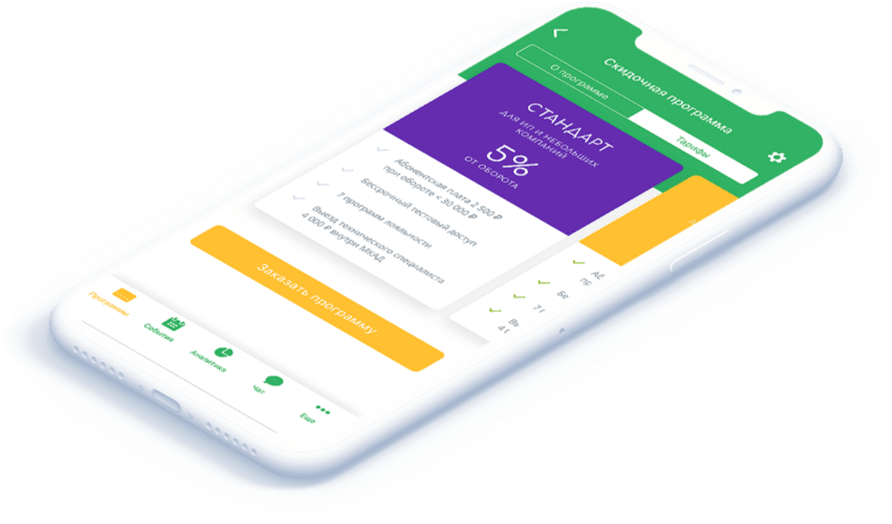 Скидочная программа
О программе
Тарифы
СТАНДАРТ
ДЛЯ ИП И НЕБОЛЬШИХ
КОМПАНИЙ
5%
ОТ ОБОРОТА
Абонентская плата 2 500 ₽
при обороте < 30 000 ₽
Бессрочный тестовый доступ
7 программ лояльности
Выезд технического специалиста
4 000 ₽ внутри МКАД
Аб
пр
Бе
7 г
Вы
4 (
Заказать программу
Программы
События
Аналитика
Чат
Еще